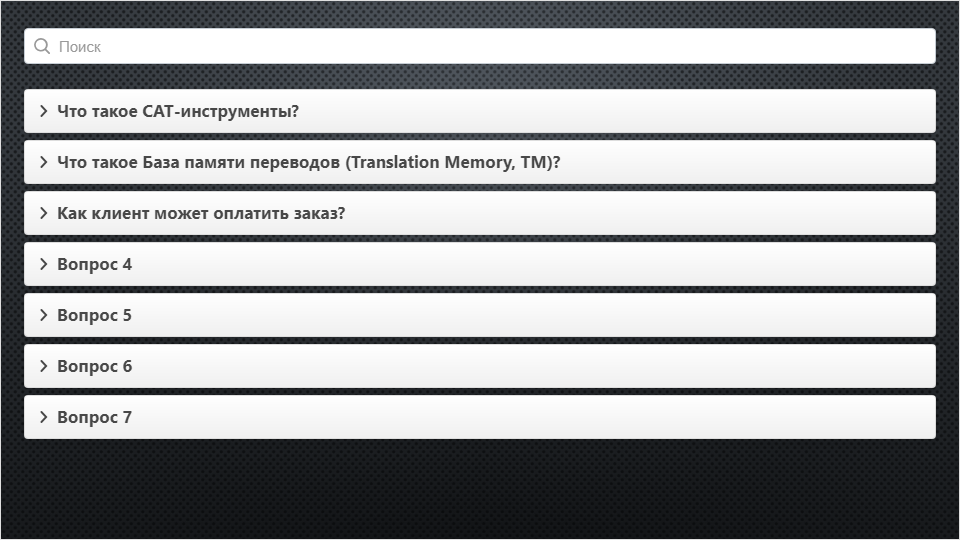 Поиск
Что такое CAT-инструменты?
Что такое База памяти переводов (Translation Memory, TM)?
Как клиент может оплатить заказ?
Вопрос 4
Вопрос 5
Вопрос 6
Вопрос 7